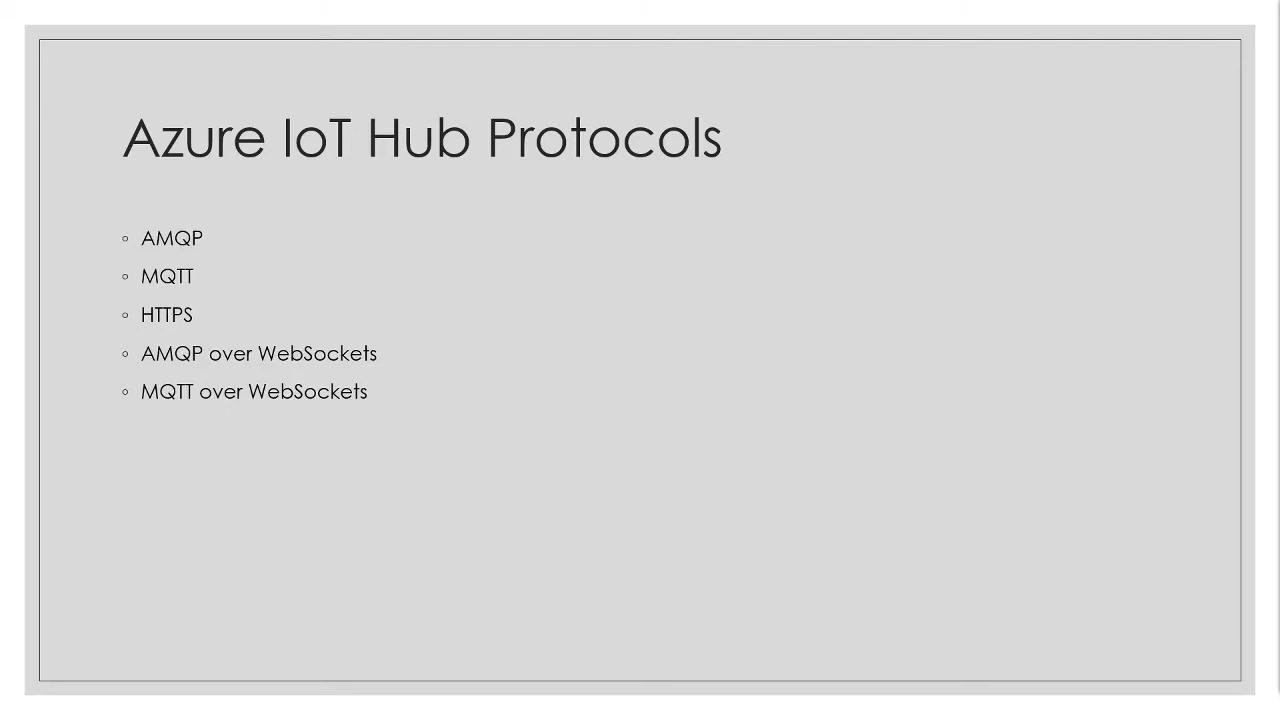 Azure IoT Hub Protocols
◦ AMQP
◦ MQTT
◦ HTTPS
◦ AMQP over WebSockets
◦ MQTT over WebSockets